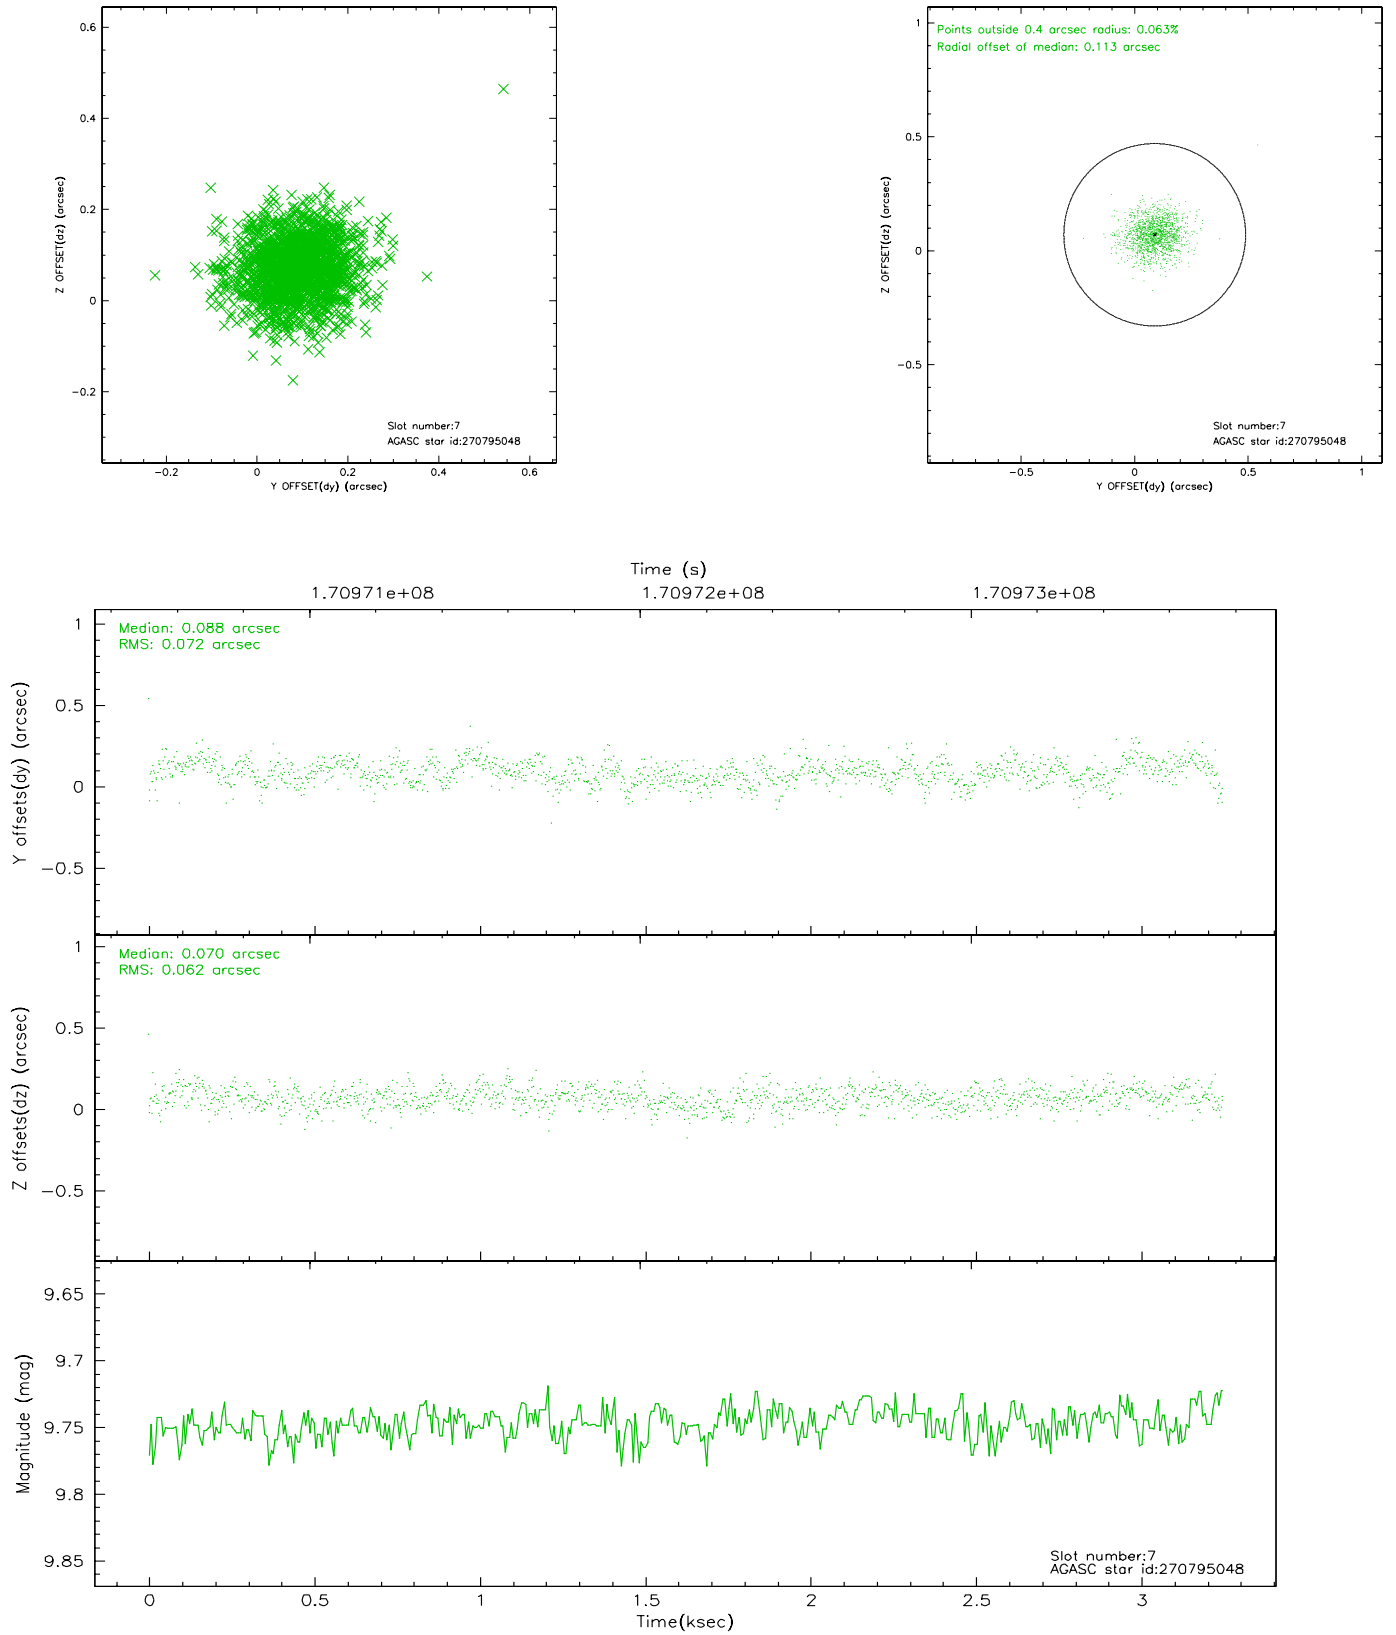 0.6
0.4
0.2
0
−0.2
Z OFFSET(dz) (arcsec)
Slot number:7
AGASC star id:270795048
−0.2 0 0.2 0.4 0.6
Y OFFSET(dy) (arcsec)
Points outside 0.4 arcsec radius: 0.063%
Radial offset of median: 0.113 arcsec
1
0.5
0
−0.5
Z OFFSET(dz) (arcsec)
Slot number:7
AGASC star id:270795048
−0.5 0 0.5 1
Y OFFSET(dy) (arcsec)
Time (s)
1.70971e+08 1.70972e+08 1.70973e+08
Median: 0.088 arcsec
RMS: 0.072 arcsec
1
0.5
0
−0.5
Y offsets(dy) (arcsec)
Median: 0.070 arcsec
RMS: 0.062 arcsec
1
0.5
0
−0.5
Z offsets(dz) (arcsec)
9.65
9.7
9.75
9.8
9.85
Magnitude (mag)
Slot number:7
AGASC star id:270795048
0 0.5 1 1.5 2 2.5 3
Time(ksec)